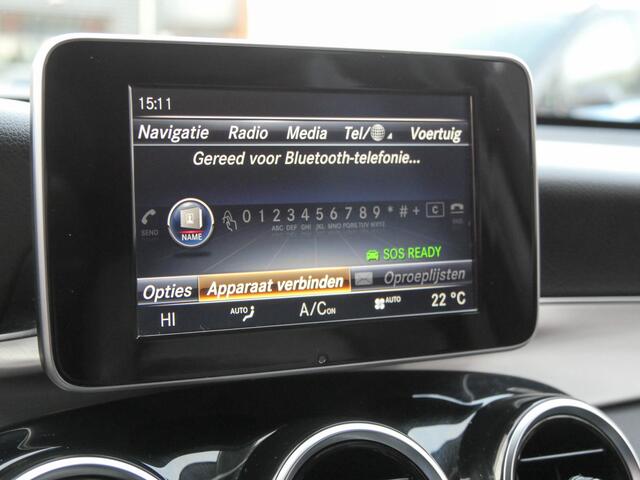 15:11
Navigatie Radio Media Tel/ Voertuig
Gereed voor Bluetooth-telefonie...
SEND NAME 0 1 2 3 4 5 6 7 8 9 * # + C END
ABC DEF GHI JKL MNO PQRS TUV WXYZ
SOS READY
Opties Apparaat verbinden Oproeplijsten
HI AUTO A/C ON AUTO 22 °C